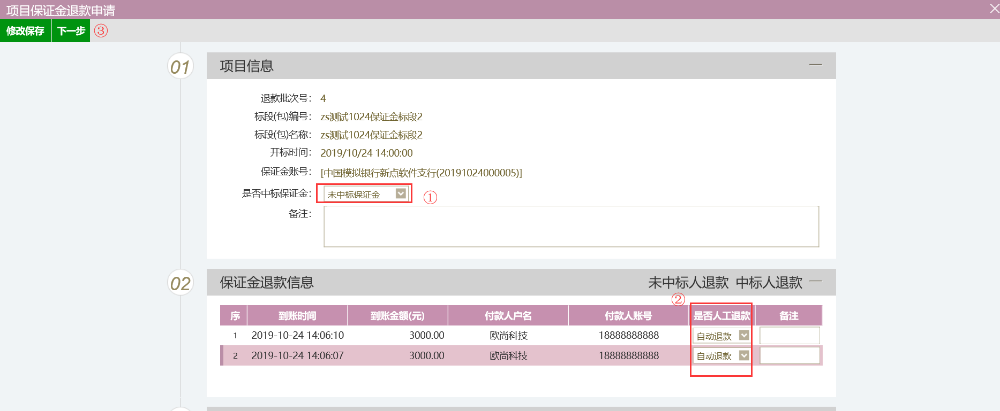 项目保证金退款申请
修改保存 下一步 ③
01 项目信息
退款批次号： 4
标段(包)编号： zs测试1024保证金标段2
标段(包)名称： zs测试1024保证金标段2
开标时间： 2019/10/24 14:00:00
保证金账号： [中国模拟银行新点软件支行(20191024000005)]
是否中标保证金： 未中标保证金 ①
备注：
02 保证金退款信息 未中标人退款 中标人退款
②
序 到账时间 到账金额(元) 付款人户名 付款人账号 是否人工退款 备注
1 2019-10-24 14:06:10 3000.00 欧尚科技 18888888888 自动退款
2 2019-10-24 14:06:07 3000.00 欧尚科技 18888888888 自动退款